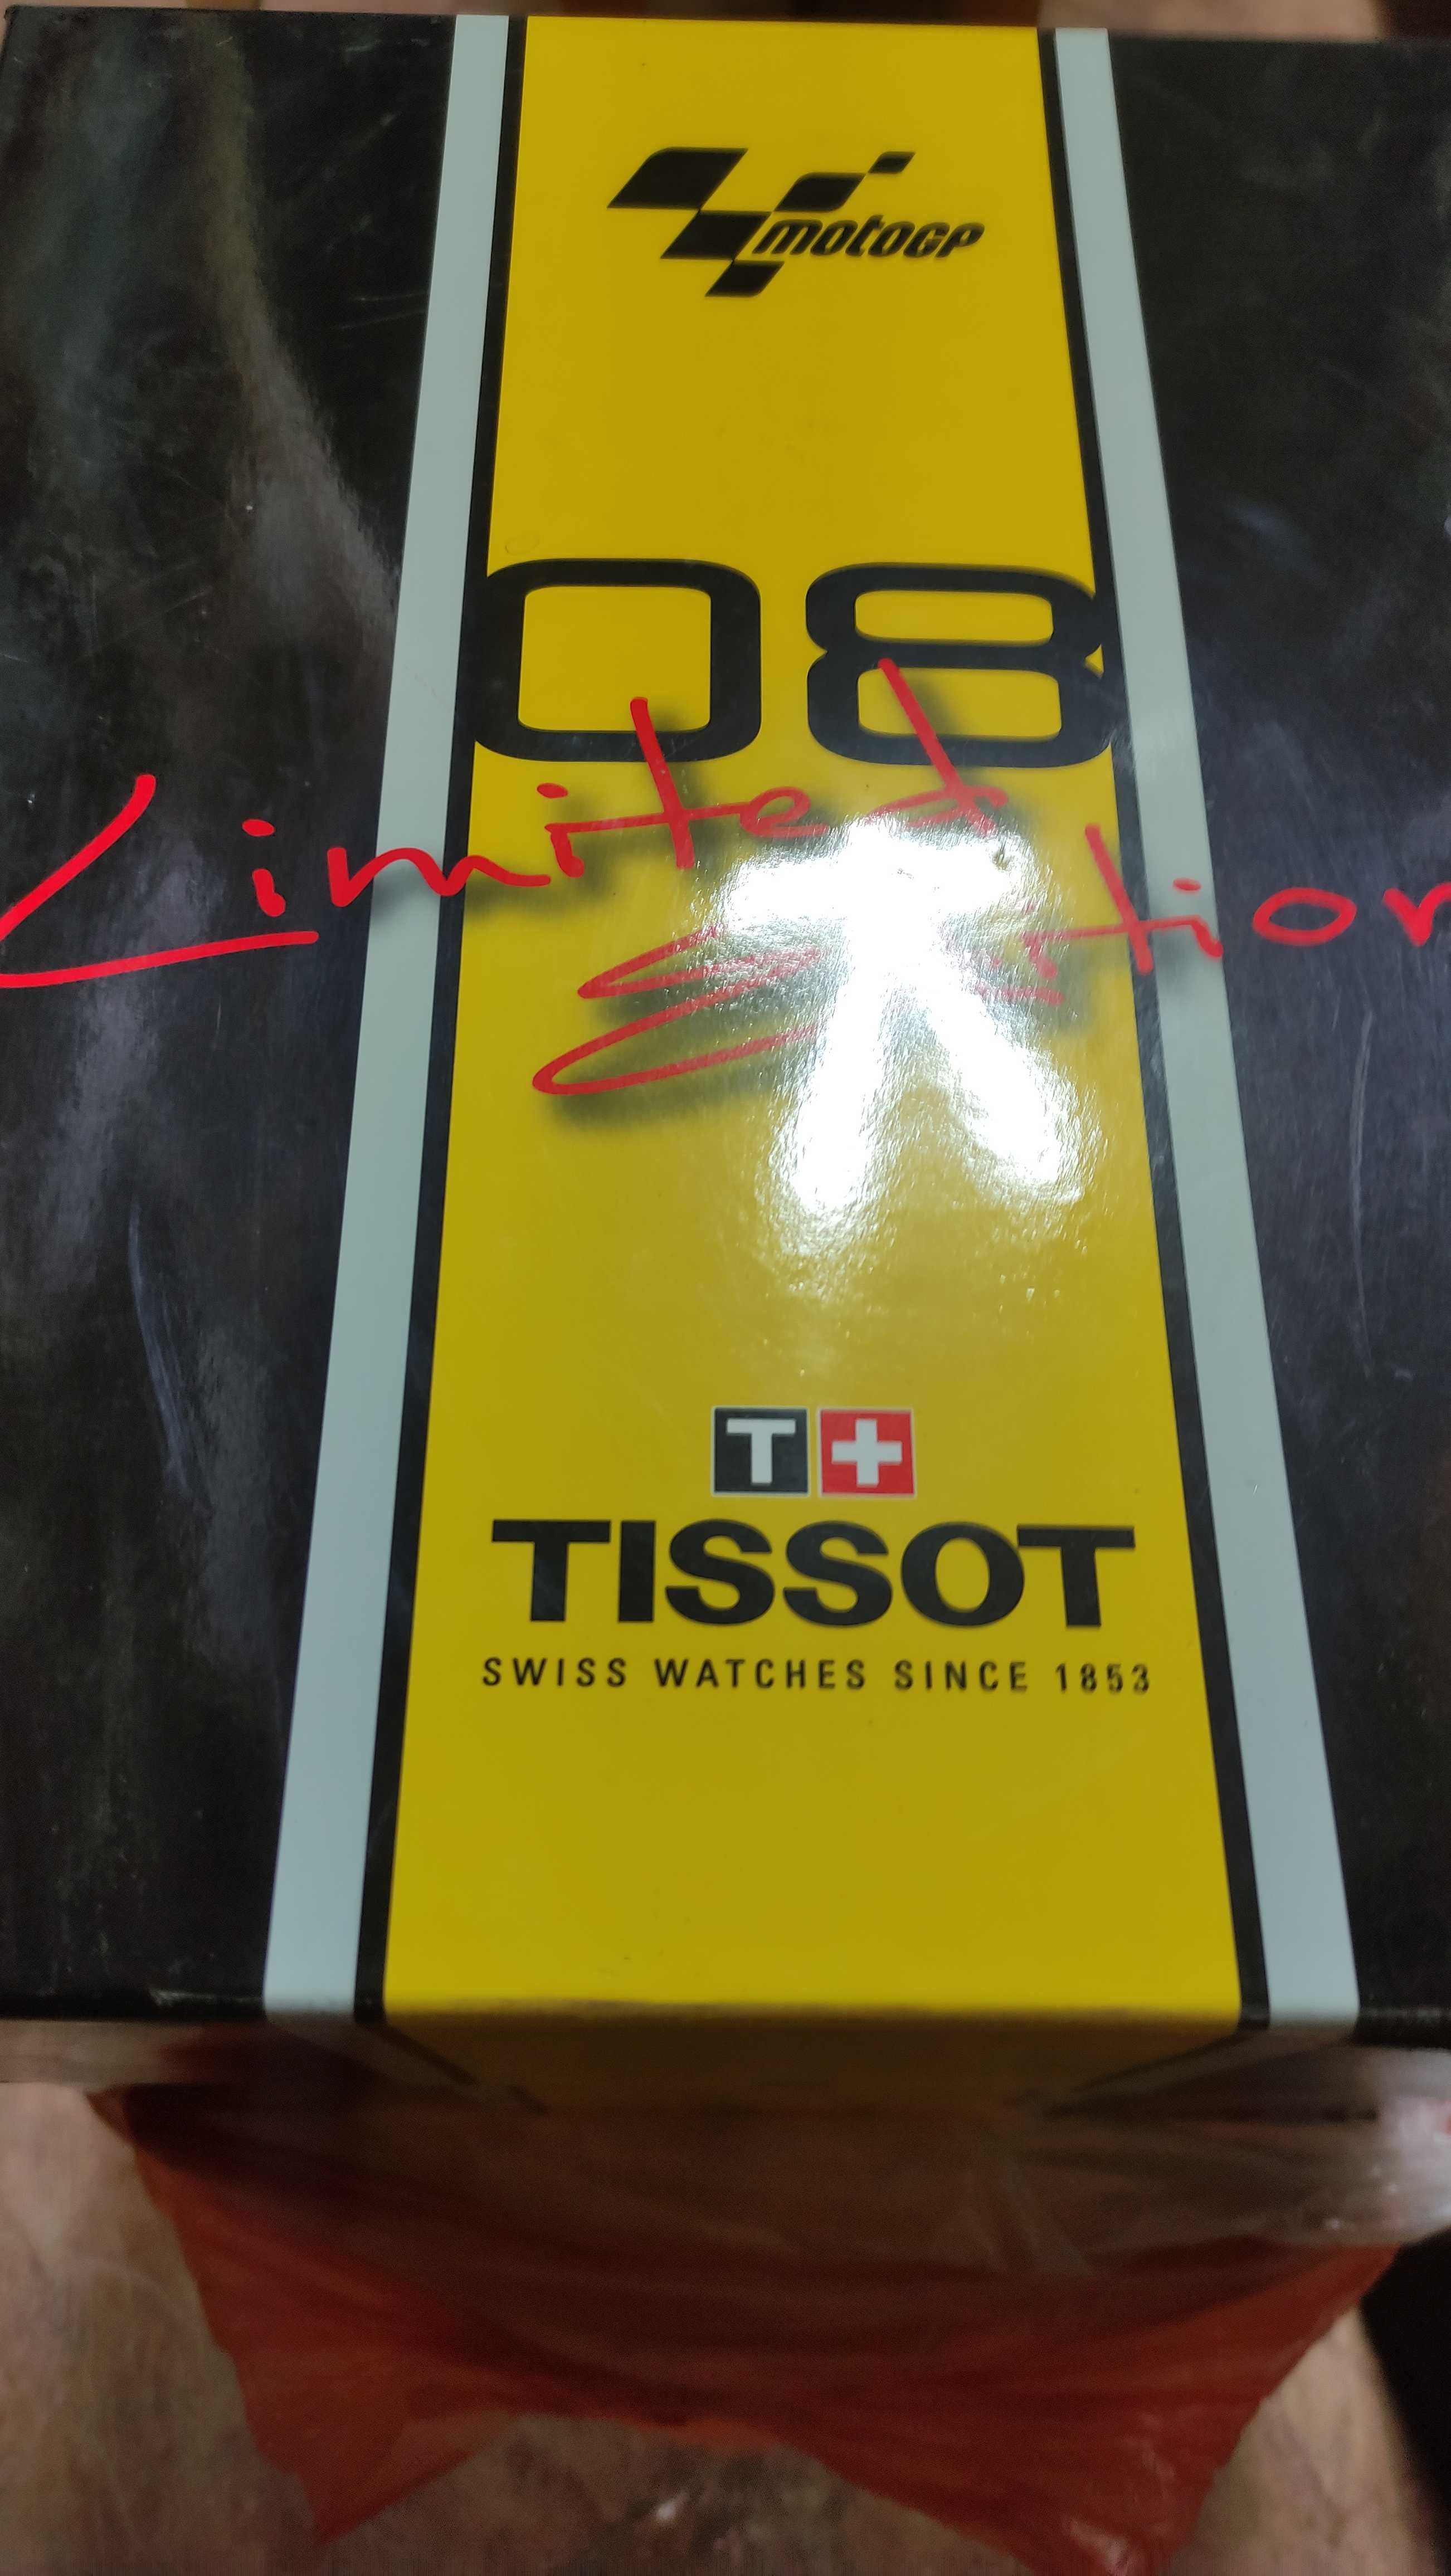 motoGP
08
Limited
T+
TISSOT
SWISS WATCHES SINCE 1853